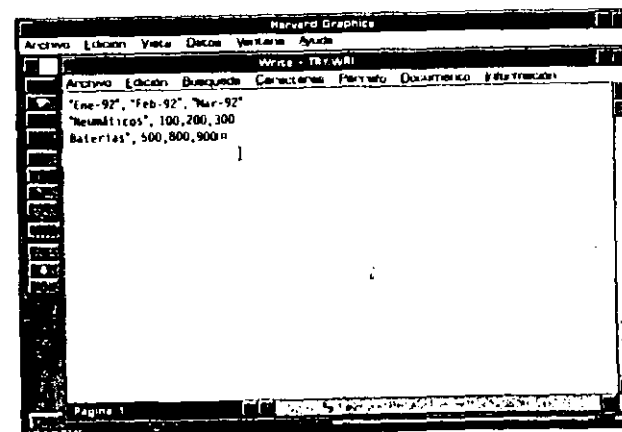 Harvard Graphics
Archivo Edición Vista Datos Ventana Ayuda
Write - TRY.WRI
Archivo Edición Búsqueda Caracteres Párrafo Documento Información
"Ene-92", "Feb-92", "Mar-92"
"Neumáticos", 100,200,300
Baterias", 500,800,900¤
Página 1